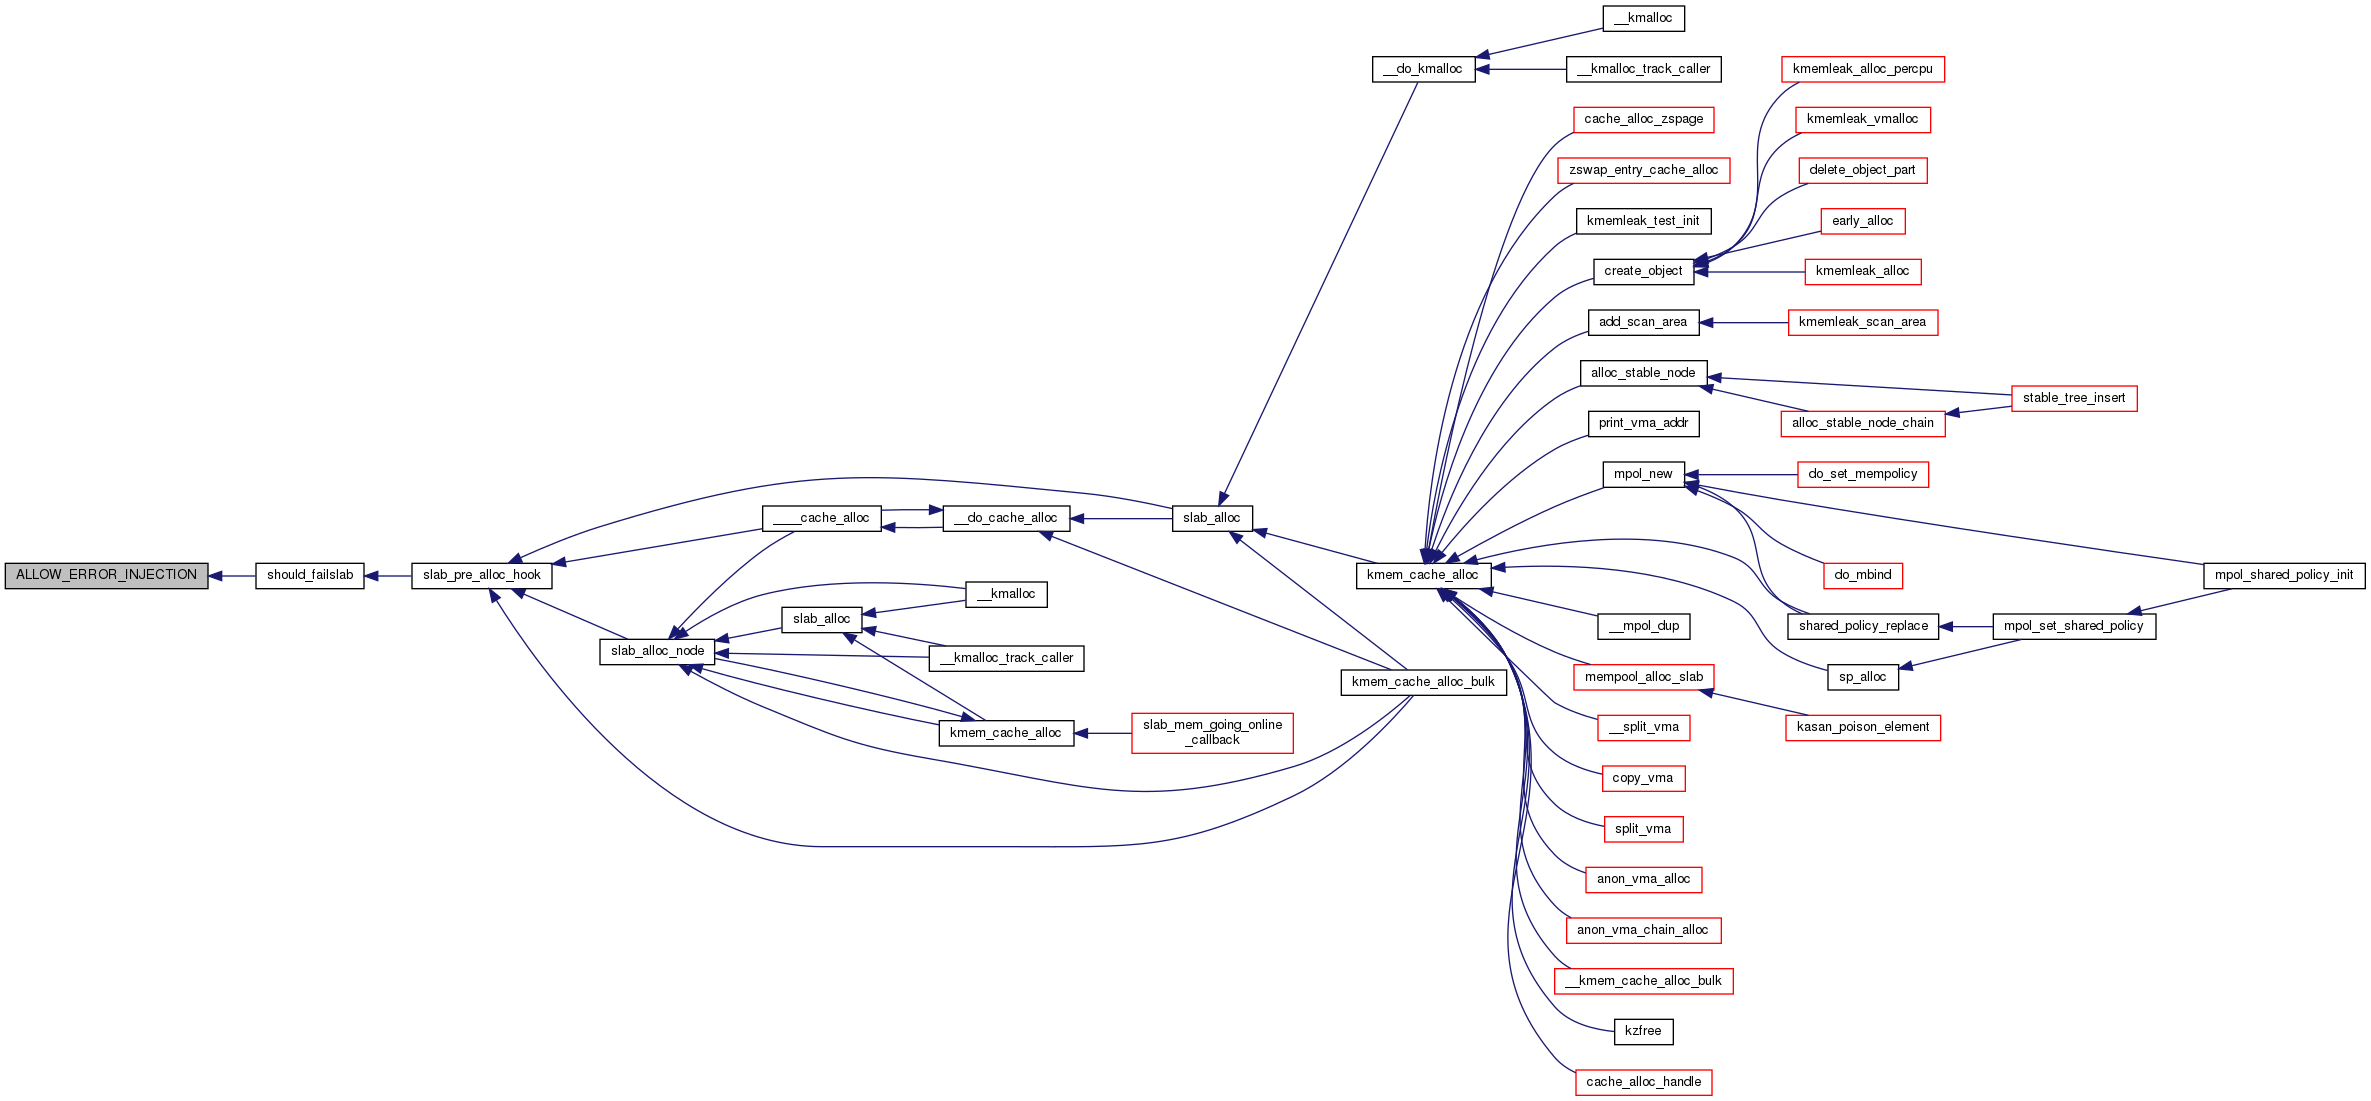 __kmalloc
__do_kmalloc
__kmalloc_track_caller
kmemleak_alloc_percpu
cache_alloc_zspage
kmemleak_vmalloc
zswap_entry_cache_alloc
delete_object_part
kmemleak_test_init
early_alloc
create_object
kmemleak_alloc
add_scan_area
kmemleak_scan_area
alloc_stable_node
stable_tree_insert
alloc_stable_node_chain
print_vma_addr
mpol_new
do_set_mempolicy
____cache_alloc
__do_cache_alloc
slab_alloc
ALLOW_ERROR_INJECTION
should_failslab
slab_pre_alloc_hook
kmem_cache_alloc
do_mbind
mpol_shared_policy_init
__kmalloc
slab_alloc
__mpol_dup
shared_policy_replace
mpol_set_shared_policy
slab_alloc_node
__kmalloc_track_caller
kmem_cache_alloc_bulk
mempool_alloc_slab
sp_alloc
kmem_cache_alloc
slab_mem_going_online
_callback
__split_vma
kasan_poison_element
copy_vma
split_vma
anon_vma_alloc
anon_vma_chain_alloc
__kmem_cache_alloc_bulk
kzfree
cache_alloc_handle